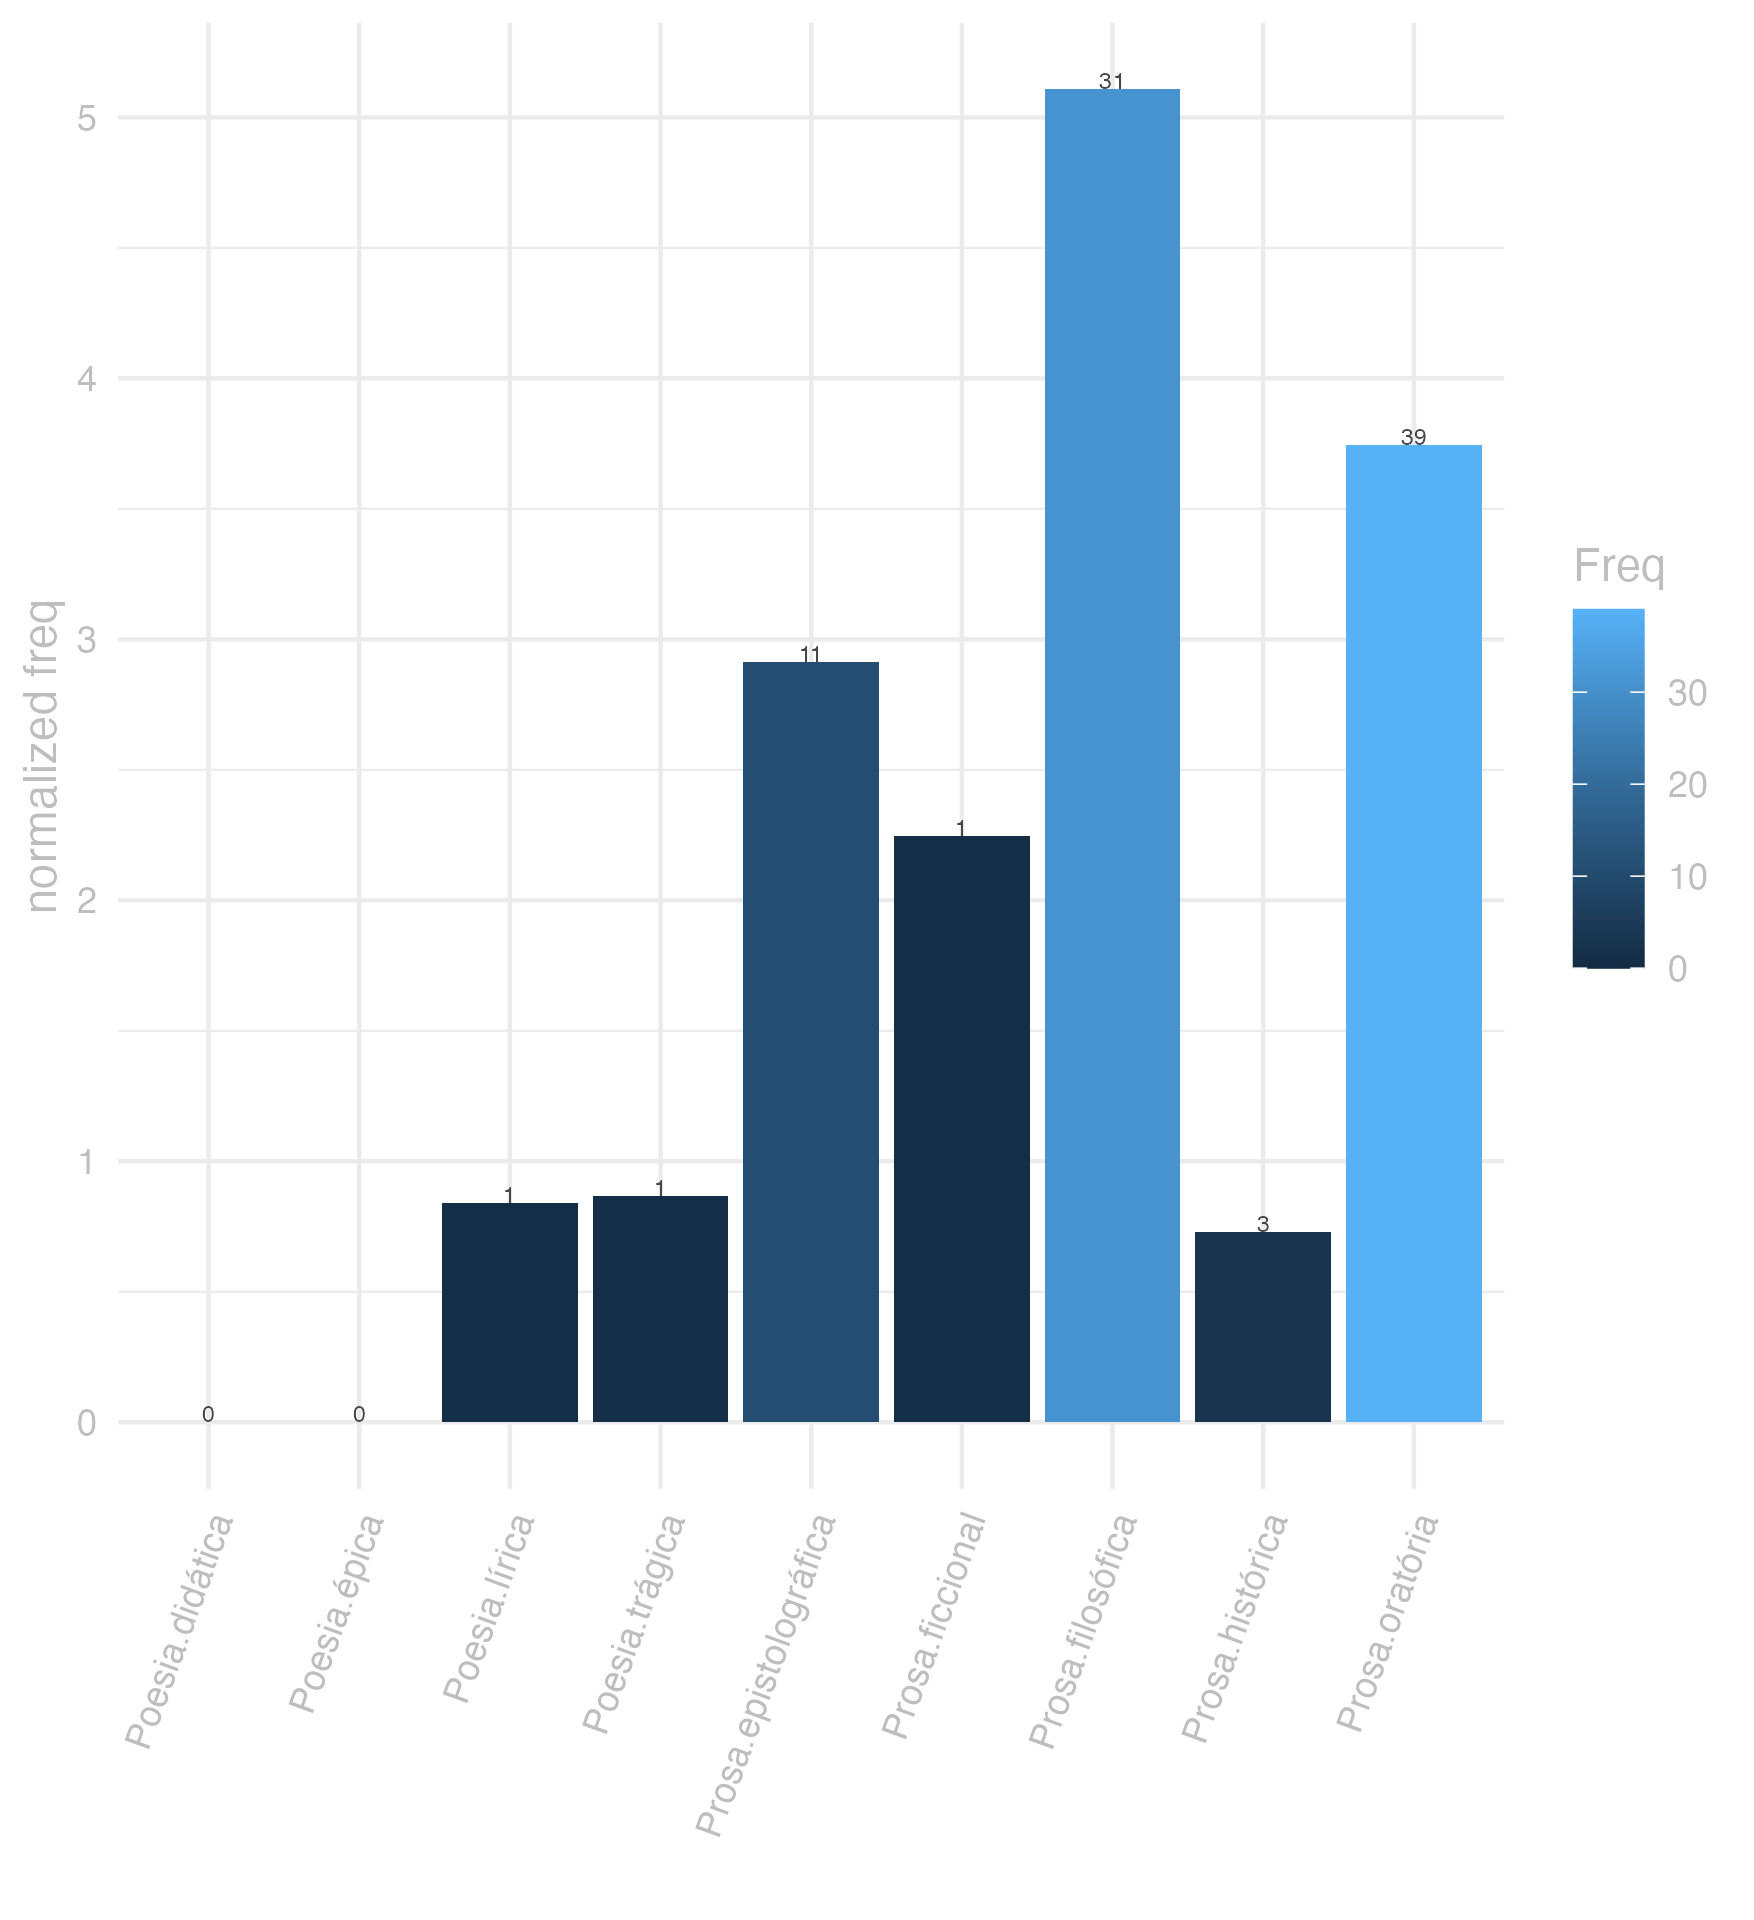 31
5
4
39
Freq
3
11
30
20
1
2
10
0
1
1
1
3
0
0
0
normalized freq
Poesia.didática
Poesia.épica
Poesia.lírica
Poesia.trágica
Prosa.epistolográfica
Prosa.ficcional
Prosa.filosófica
Prosa.histórica
Prosa.oratória